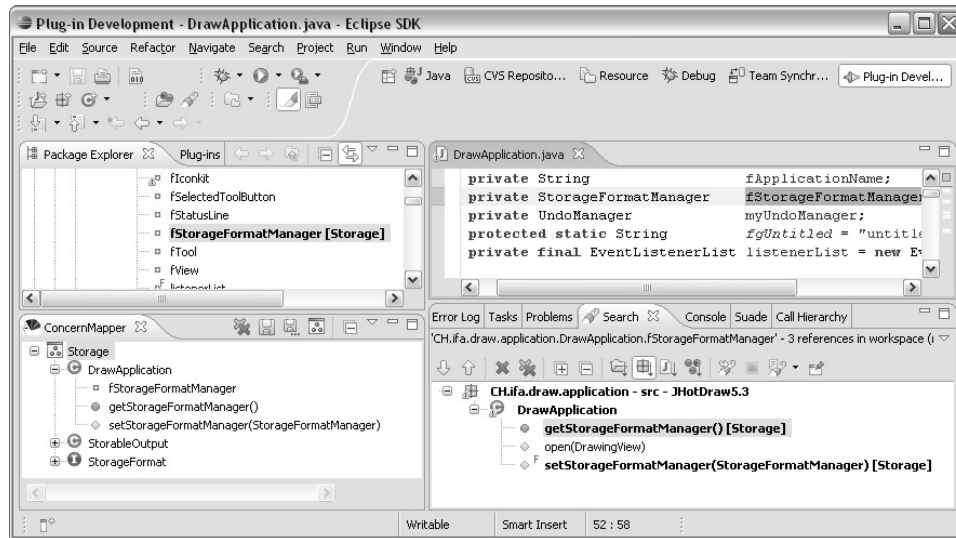 Plug-in Development - DrawApplication.java - Eclipse SDK
File Edit Source Refactor Navigate Search Project Run Window Help
Java CVS Reposito... Resource Debug Team Synchr... Plug-in Devel...
Package Explorer Plug-ins
fIconkit
fSelectedToolButton
fStatusLine
fStorageFormatManager [Storage]
fTool
fView
listenerList
DrawApplication.java
private String fApplicationName;
private StorageFormatManager fStorageFormatManager
private UndoManager myUndoManager;
protected static String fgUntitled = "untitle
private final EventListenerList listenerList = new Ev
ConcernMapper
Storage
DrawApplication
fStorageFormatManager
getStorageFormatManager()
setStorageFormatManager(StorageFormatManager)
StorableOutput
StorageFormat
Error Log Tasks Problems Search Console Suade Call Hierarchy
'CH.ifa.draw.application.DrawApplication.fStorageFormatManager' - 3 references in workspace (
CH.ifa.draw.application - src - JHotDraw5.3
DrawApplication
getStorageFormatManager() [Storage]
open(DrawingView)
setStorageFormatManager(StorageFormatManager) [Storage]
Writable Smart Insert 52 : 58